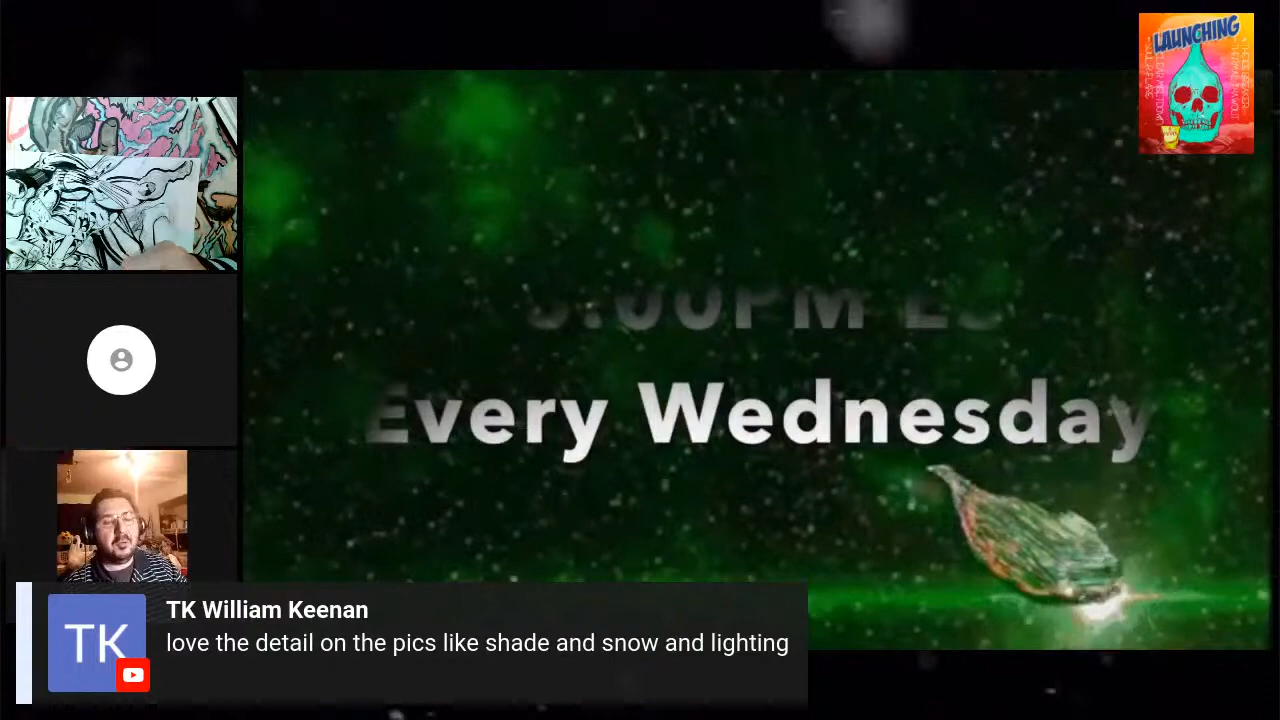 LAUNCHING
Every Wednesday
TK
TK William Keenan
love the detail on the pics like shade and snow and lighting